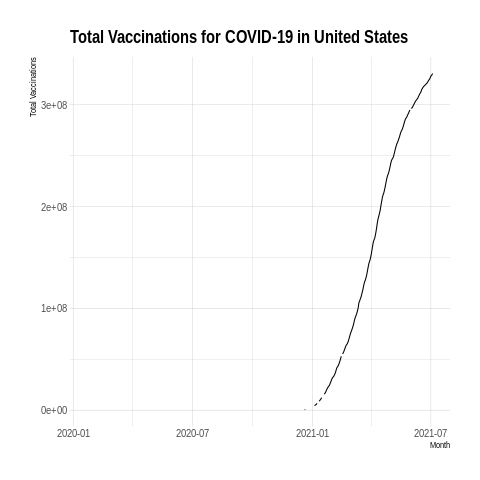 Total Vaccinations for COVID-19 in United States
Total Vaccinations
3e+08
2e+08
1e+08
0e+00
2020-01 2020-07 2021-01 2021-07
Month